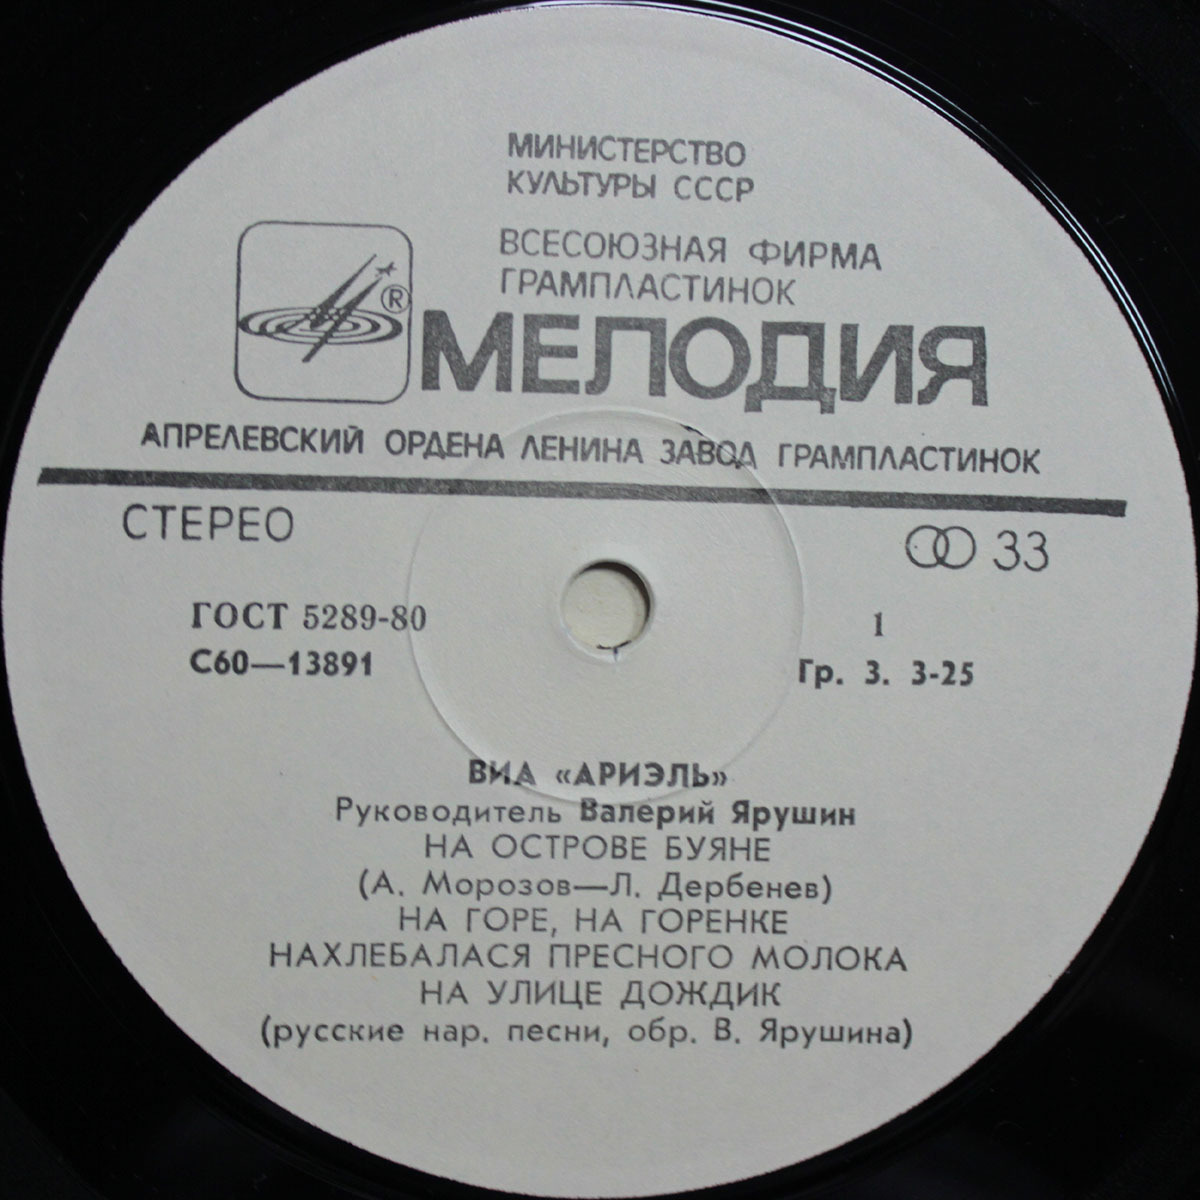 МИНИСТЕРСТВО
КУЛЬТУРЫ СССР
ВСЕСОЮЗНАЯ ФИРМА
ГРАМПЛАСТИНОК
®
МЕЛОДИЯ
АПРЕЛЕВСКИЙ ОРДЕНА ЛЕНИНА ЗАВОД ГРАМПЛАСТИНОК
СТЕРЕО
33
ГОСТ 5289-80
1
С60—13891
Гр. 3. 3-25
ВИА «АРИЭЛЬ»
Руководитель Валерий Ярушин
НА ОСТРОВЕ БУЯНЕ
(А. Морозов—Л. Дербенев)
НА ГОРЕ, НА ГОРЕНКЕ
НАХЛЕБАЛАСЯ ПРЕСНОГО МОЛОКА
НА УЛИЦЕ ДОЖДИК
(русские нар. песни, обр. В. Ярушина)